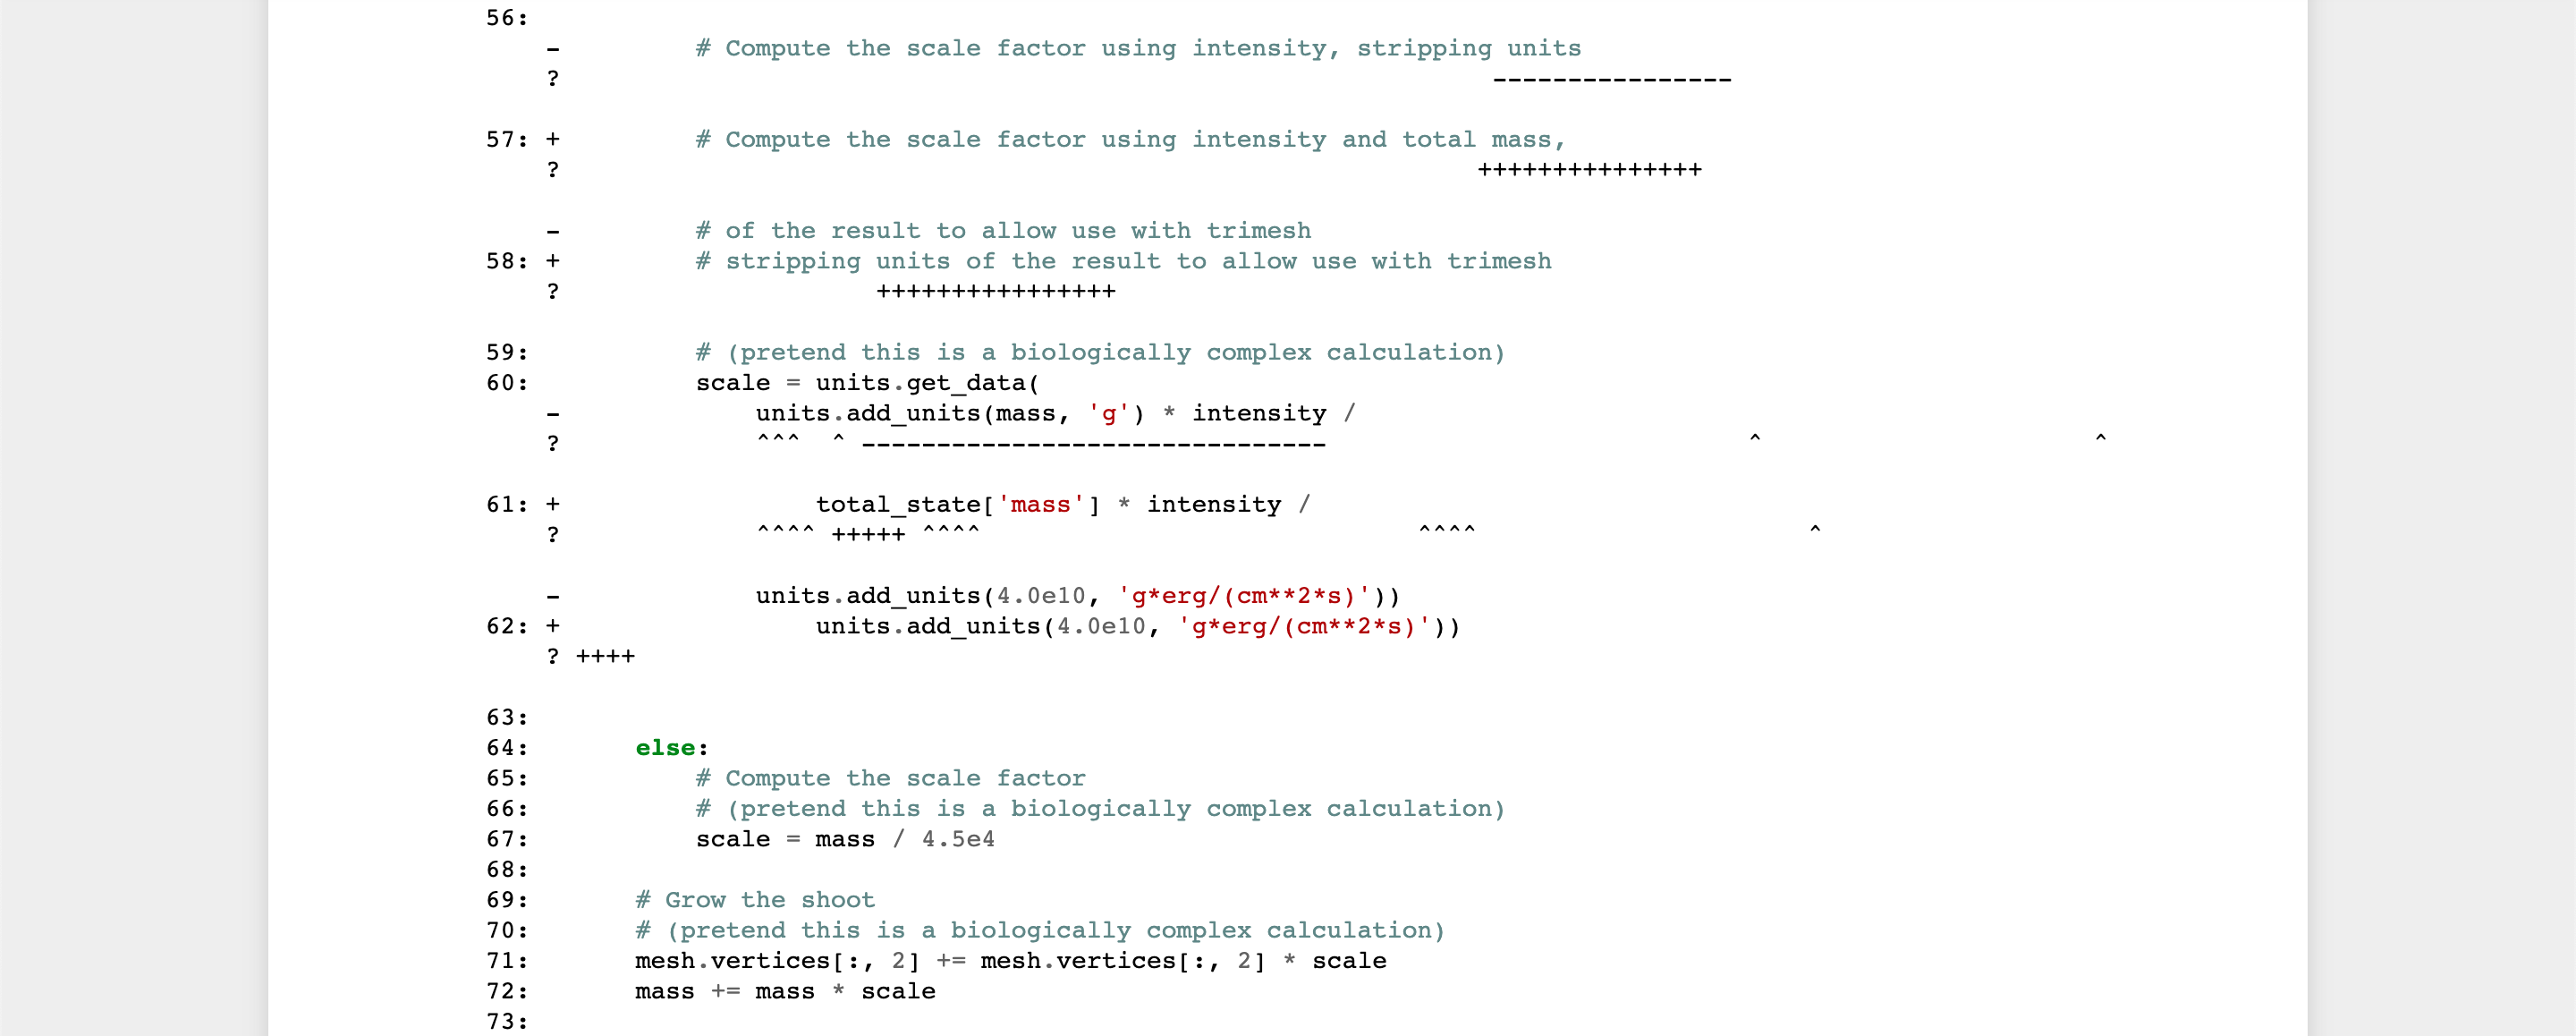 56:
- # Compute the scale factor using intensity, stripping units
? ----------------
57: + # Compute the scale factor using intensity and total mass,
? +++++++++++++++
- # of the result to allow use with trimesh
58: + # stripping units of the result to allow use with trimesh
? ++++++++++++++++
59: # (pretend this is a biologically complex calculation)
60: scale = units.get_data(
- units.add_units(mass, 'g') * intensity /
? ^^^ ^ ------------------------------- ^ ^
61: + total_state['mass'] * intensity /
? ^^^^ +++++ ^^^^ ^^^^ ^
- units.add_units(4.0e10, 'g*erg/(cm**2*s)'))
62: + units.add_units(4.0e10, 'g*erg/(cm**2*s)'))
? ++++
63:
64: else:
65: # Compute the scale factor
66: # (pretend this is a biologically complex calculation)
67: scale = mass / 4.5e4
68:
69: # Grow the shoot
70: # (pretend this is a biologically complex calculation)
71: mesh.vertices[:, 2] += mesh.vertices[:, 2] * scale
72: mass += mass * scale
73: